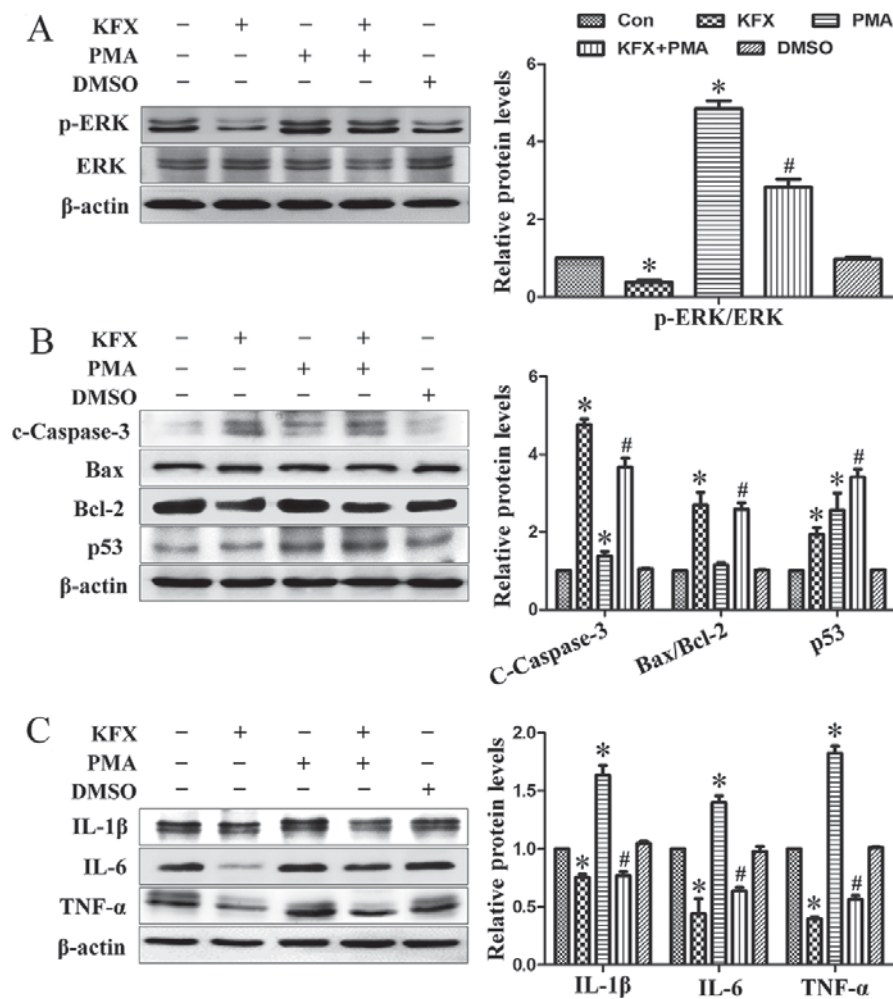 A
KFX − + − + −
PMA − − + + −
DMSO − − − − +
p-ERK
ERK
β-actin
Con KFX PMA
KFX+PMA DMSO
Relative protein levels
6
4
2
0
*
*
#
p-ERK/ERK
B
KFX − + − + −
PMA − − + + −
DMSO − − − − +
c-Caspase-3
Bax
Bcl-2
p53
β-actin
Relative protein levels
6
4
2
0
* * #
* #
* * #
C-Caspase-3
Bax/Bcl-2
p53
C
KFX − + − + −
PMA − − + + −
DMSO − − − − +
IL-1β
IL-6
TNF-α
β-actin
Relative protein levels
2.0
1.5
1.0
0.5
0.0
* * #
* * #
* * #
IL-1β IL-6 TNF-α